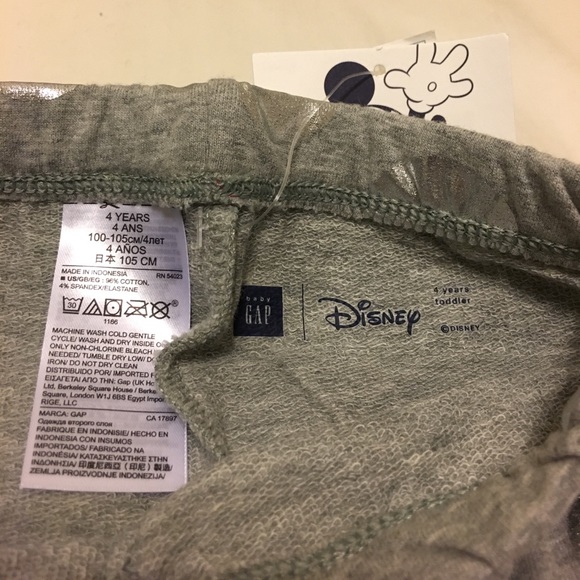 4 YEARS
4 ANS
100-105см/4лет
4 AÑOS
日本 105 CM
MADE IN INDONESIA RN 54023
■ US/GB/EG: 96% COTTON,
4% SPANDEX/ELASTANE
30
1166
MACHINE WASH COLD GENTLE
CYCLE/ WASH AND DRY INSIDE
ONLY NON-CHLORINE BLEACH
NEEDED/ TUMBLE DRY LOW/
IRON/ DO NOT DRY CLEAN
DISTRIBUIDO POR/ IMPORTED
ΕΙΣΑΓΕΤΑΙ ΑΠΟ ΤΗΝ: Gap (UK
Ltd, Berkeley Square House / Berkeley
Square, London W1J 6BS Egypt Impor
RIGE, LLC
MARCA: GAP CA 17897
Одежда второго слоя
FABRIQUE EN INDONESIE/ HECHO EN
INDONESIA CON INSUMOS
IMPORTADOS/ FABRICADO NA
INDONÉSIA/ ΚΑΤΑΣΚΕΥΑΣΤΗΚΕ ΣΤΗΝ
ΙΝΔΟΝΗΣΙΑ/ 印度尼西亞 (印尼) 製造/
ZEMLJA PROIZVODNJE INDONEZIJA/
baby
GAP
Disney
4 years
toddler
©DISNEY